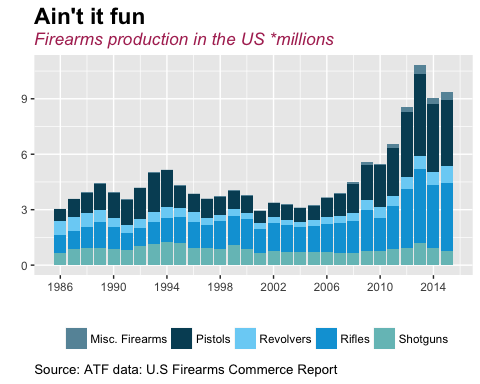 Ain't it fun
Firearms production in the US *millions
9
6
3
0
1986 1990 1994 1998 2002 2006 2010 2014
Misc. Firearms Pistols Revolvers Rifles Shotguns
Source: ATF data: U.S Firearms Commerce Report